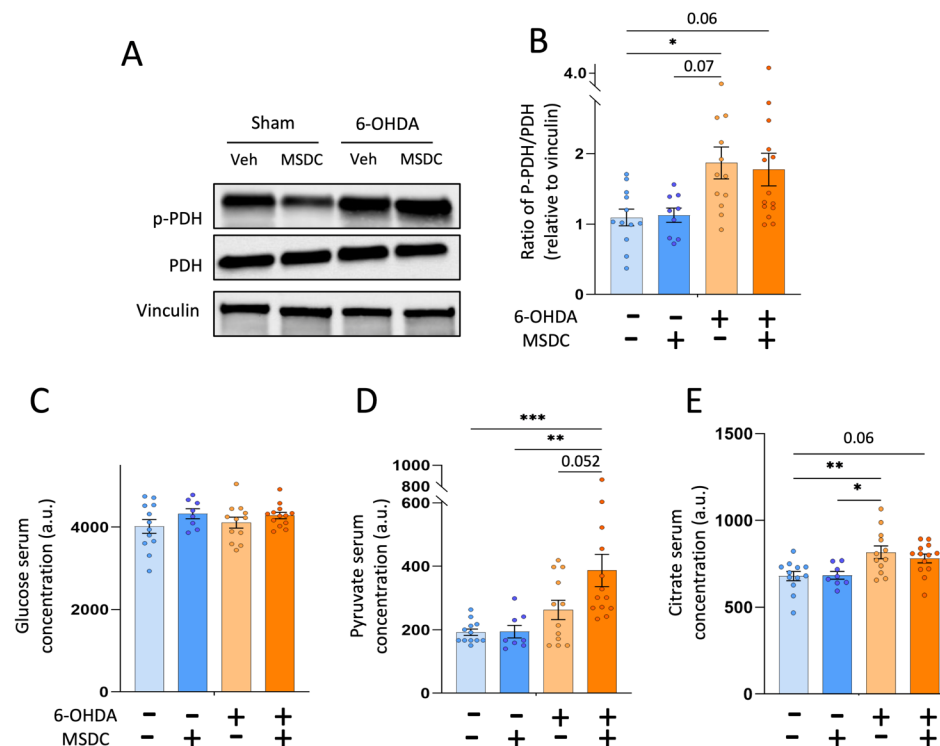 A
Sham
6-OHDA
Veh
MSDC
Veh
MSDC
p-PDH
PDH
Vinculin
B
0.06
*
0.07
Ratio of P-PDH/PDH
(relative to vinculin)
4.0
2
1
0
6-OHDA - - + +
MSDC - + - +
C
Glucose serum
concentration (a.u.)
4000
2000
0
6-OHDA - - + +
MSDC - + - +
D
***
**
0.052
Pyruvate serum
concentration (a.u.)
1000
800
600
400
200
0
- - + +
- + - +
E
0.06
**
*
Citrate serum
concentration (a.u.)
1500
1000
500
0
- - + +
- + - +